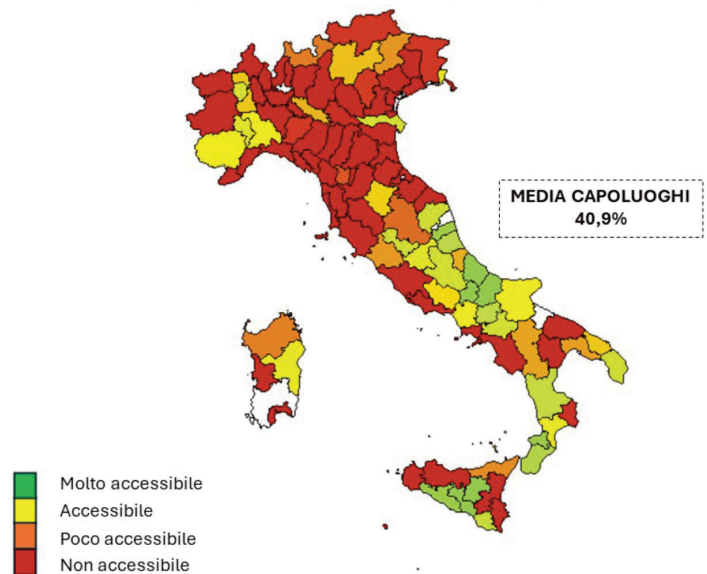 MEDIA CAPOLUOGHI
40,9%
Molto accessibile
Accessibile
Poco accessibile
Non accessibile